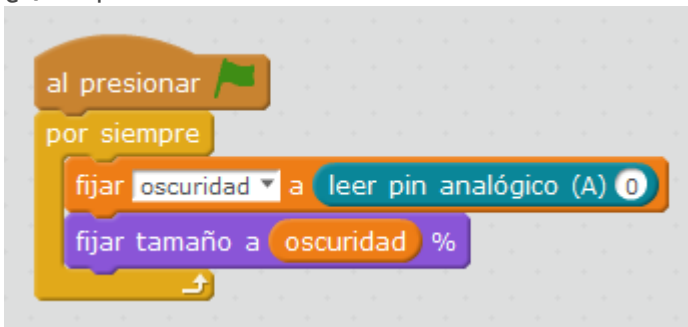 al presionar
por siempre
fijar oscuridad a leer pin analógico (A) 0
fijar tamaño a oscuridad %